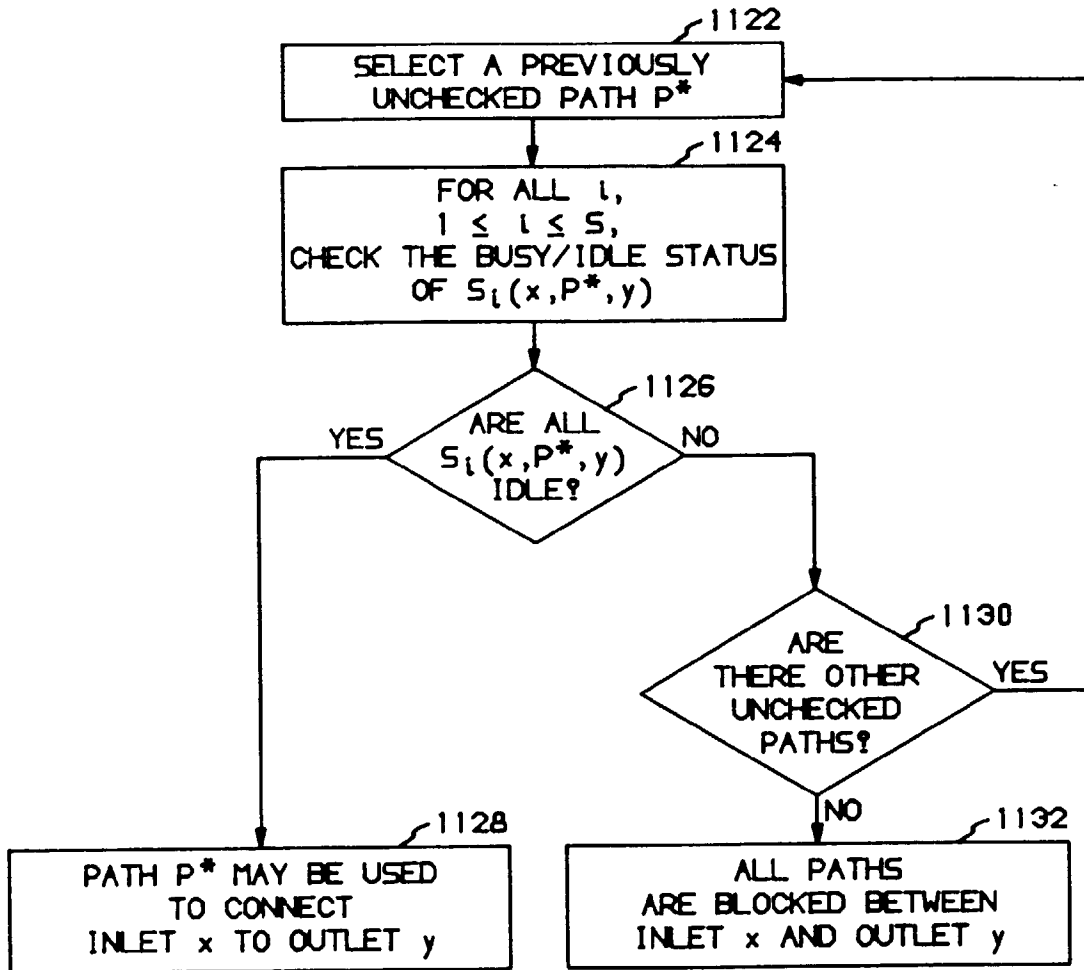 1122
SELECT A PREVIOUSLY
UNCHECKED PATH P*
1124
FOR ALL i,
1 ≤ i ≤ S,
CHECK THE BUSY/IDLE STATUS
OF Si(x,P*,y)
1126
YES
ARE ALL
Si(x,P*,y)
IDLE?
NO
1130
ARE
THERE OTHER
UNCHECKED
PATHS?
YES
NO
1128
PATH P* MAY BE USED
TO CONNECT
INLET x TO OUTLET y
1132
ALL PATHS
ARE BLOCKED BETWEEN
INLET x AND OUTLET y